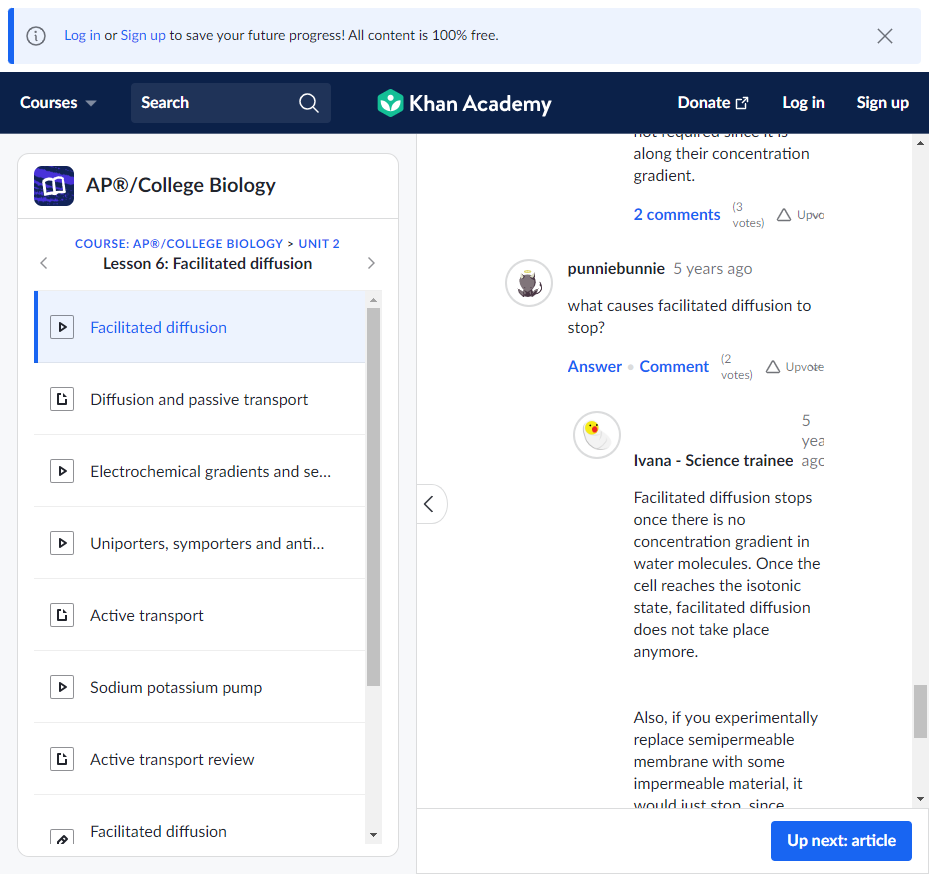 Log in or Sign up to save your future progress! All content is 100% free.
Courses
Search
Khan Academy
Donate
Log in
Sign up
AP®/College Biology
COURSE: AP®/COLLEGE BIOLOGY > UNIT 2
Lesson 6: Facilitated diffusion
Facilitated diffusion
Diffusion and passive transport
Electrochemical gradients and se...
Uniporters, symporters and anti...
Active transport
Sodium potassium pump
Active transport review
Facilitated diffusion
not required since it is
along their concentration
gradient.
2 comments
(3
votes)
Upvo
punniebunnie 5 years ago
what causes facilitated diffusion to
stop?
Answer • Comment
(2
votes)
Upvote
5
yea
Ivana - Science trainee ago
Facilitated diffusion stops
once there is no
concentration gradient in
water molecules. Once the
cell reaches the isotonic
state, facilitated diffusion
does not take place
anymore.
Also, if you experimentally
replace semipermeable
membrane with some
impermeable material, it
would just stop, since
Up next: article